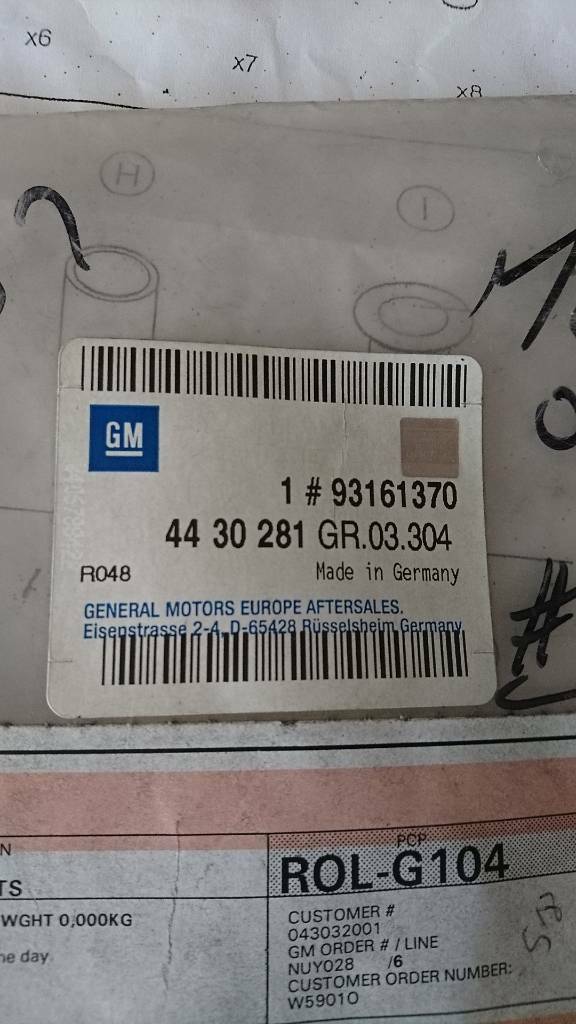 x6
x7
x8
H
I
GM
1 # 93161370
44 30 281 GR.03.304
R048
Made in Germany
GENERAL MOTORS EUROPE AFTERSALES.
Eisenstrasse 2-4, D-65428 Rüsselsheim, Germany
#
N
TS
WGHT 0,000KG
ne day
PCP
ROL-G104
CUSTOMER #
043032001
GM ORDER # / LINE
NUY028 /6
CUSTOMER ORDER NUMBER:
W59010